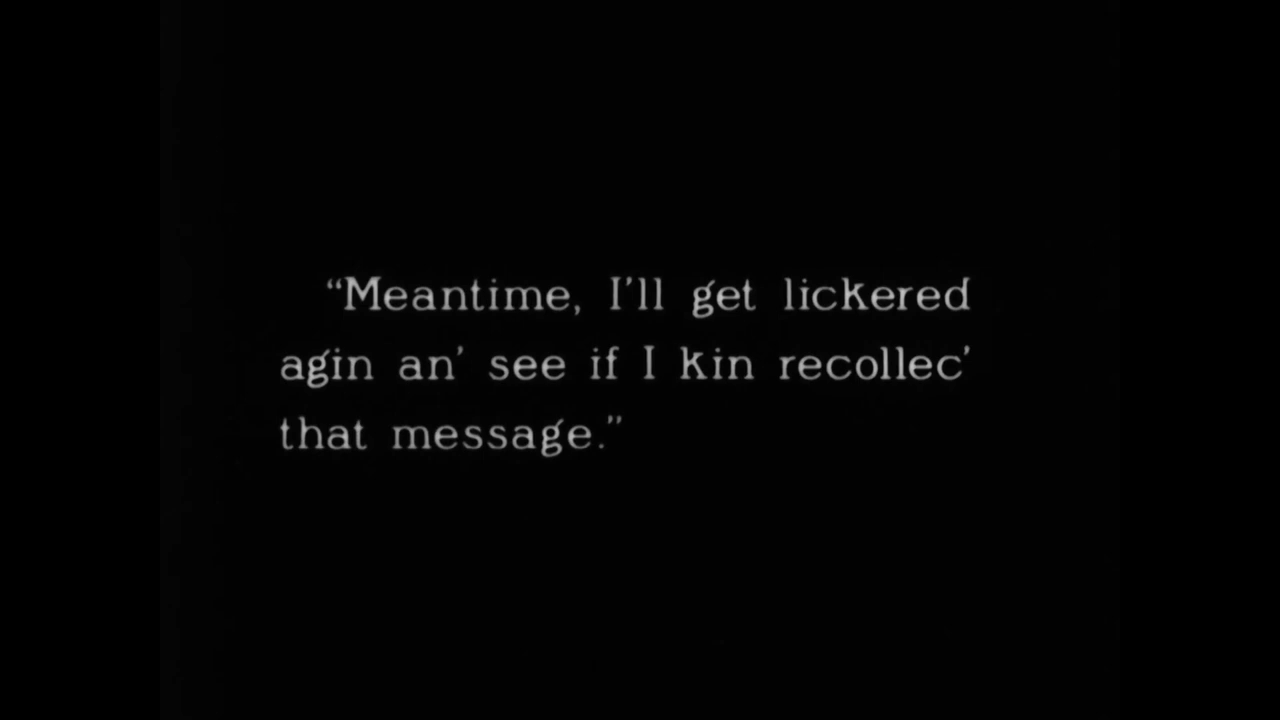 “Meantime, I’ll get lickered
agin an’ see if I kin recollec’
that message.”